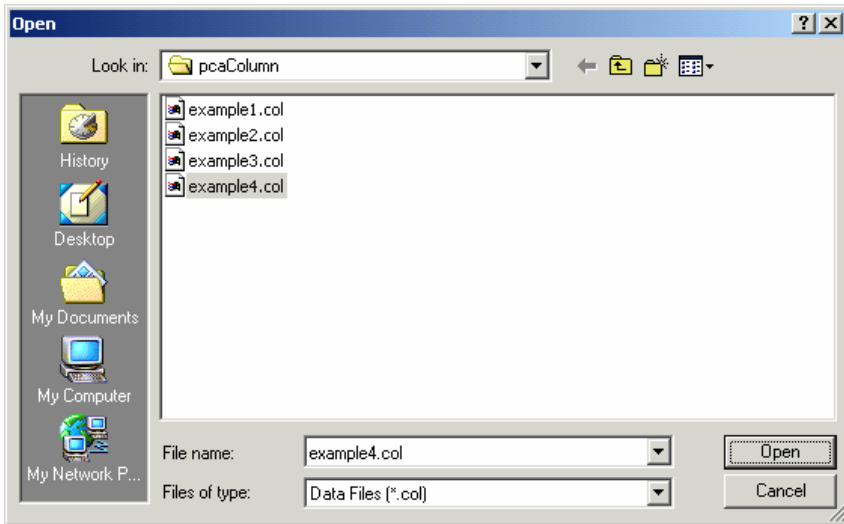 Open
Look in: pcaColumn
History
Desktop
My Documents
My Computer
My Network P...
example1.col
example2.col
example3.col
example4.col
File name: example4.col
Open
Files of type: Data Files (*.col)
Cancel